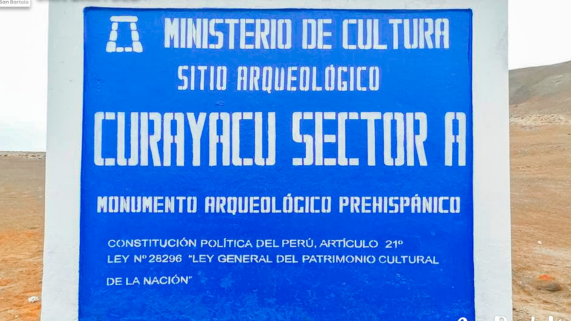 MINISTERIO DE CULTURA
SITIO ARQUEOLÓGICO
CURAYACU SECTOR A
MONUMENTO ARQUEOLÓGICO PREHISPÁNICO
CONSTITUCIÓN POLÍTICA DEL PERÚ, ARTÍCULO 21º
LEY Nº 28296 "LEY GENERAL DEL PATRIMONIO CULTURAL
DE LA NACIÓN"